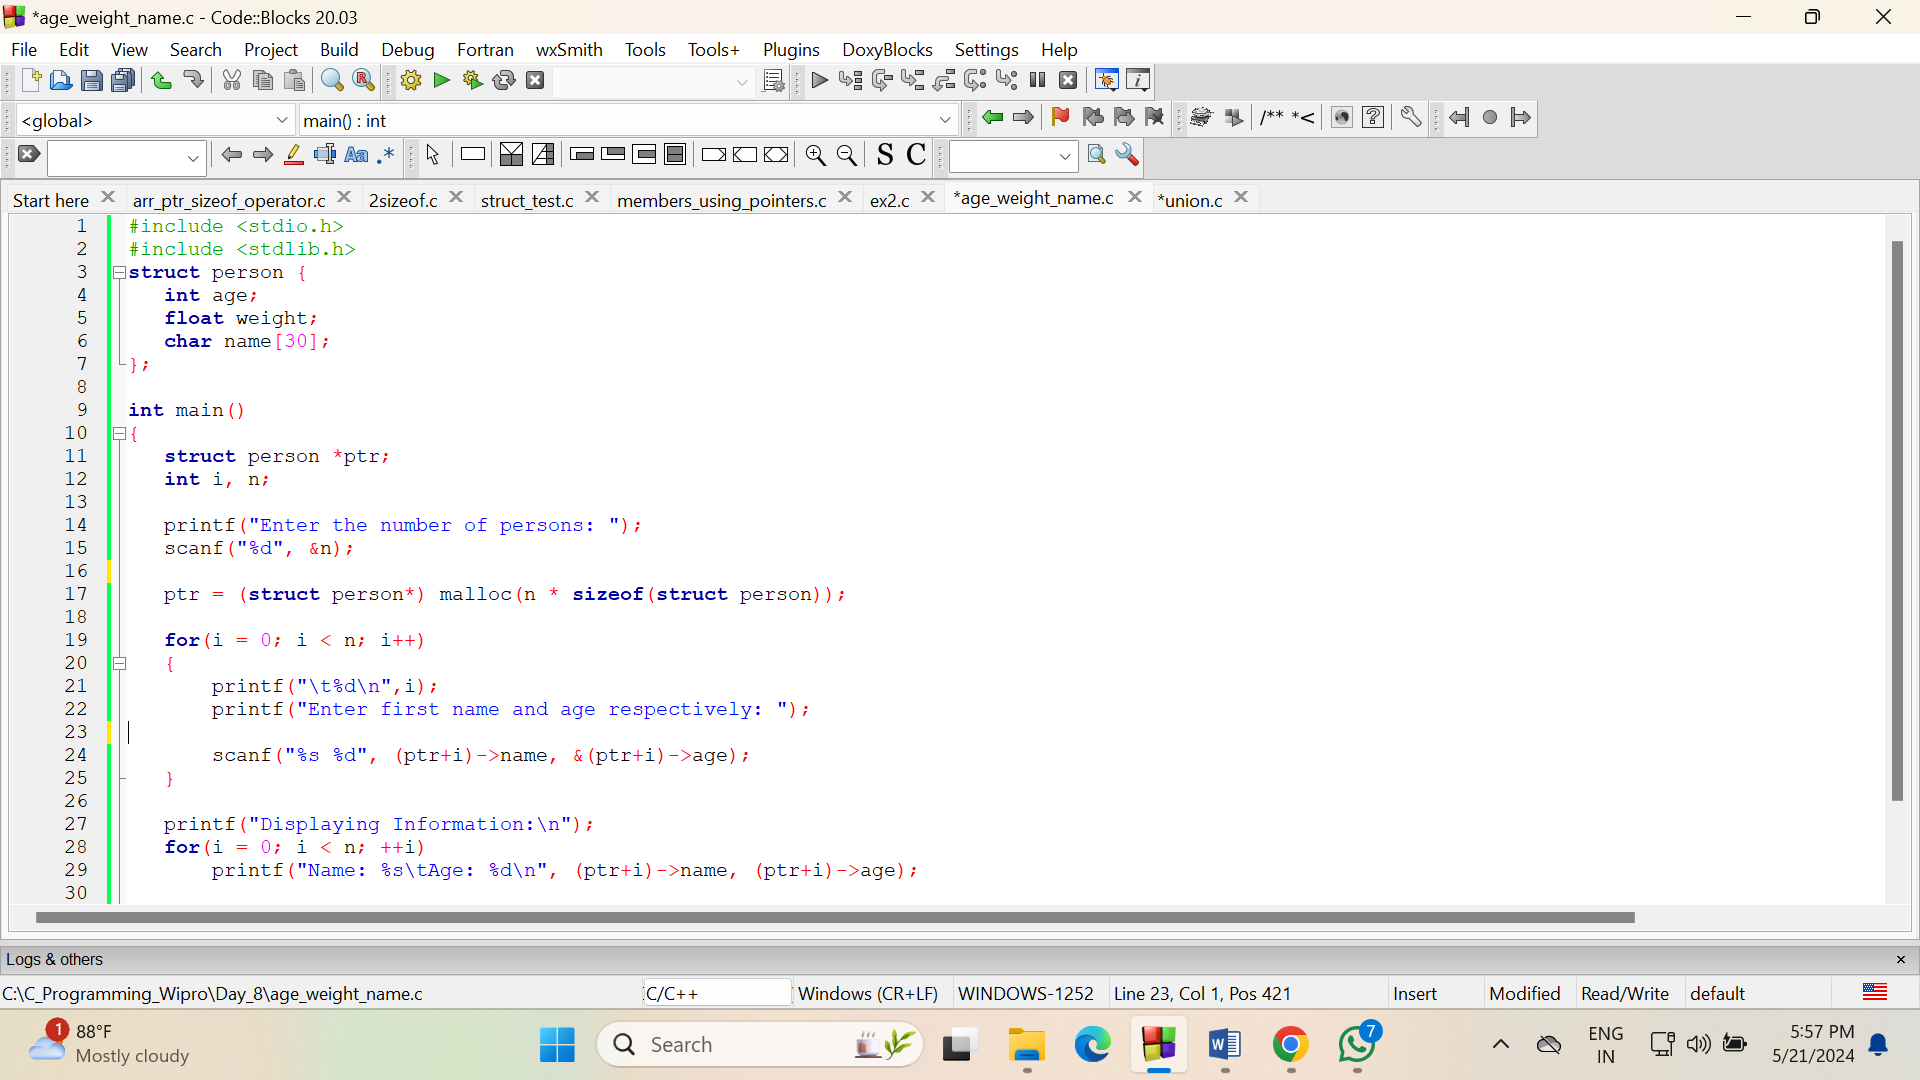 *age_weight_name.c - Code::Blocks 20.03
File Edit View Search Project Build Debug Fortran wxSmith Tools Tools+ Plugins DoxyBlocks Settings Help
<global> main() : int /** *<
Aa .* S C
Start here arr_ptr_sizeof_operator.c 2sizeof.c struct_test.c members_using_pointers.c ex2.c *age_weight_name.c *union.c
1 #include <stdio.h>
2 #include <stdlib.h>
3 struct person {
4 int age;
5 float weight;
6 char name[30];
7 };
8
9 int main()
10 {
11 struct person *ptr;
12 int i, n;
13
14 printf("Enter the number of persons: ");
15 scanf("%d", &n);
16
17 ptr = (struct person*) malloc(n * sizeof(struct person));
18
19 for(i = 0; i < n; i++)
20 {
21 printf("\t%d\n",i);
22 printf("Enter first name and age respectively: ");
23
24 scanf("%s %d", (ptr+i)->name, &(ptr+i)->age);
25 }
26
27 printf("Displaying Information:\n");
28 for(i = 0; i < n; ++i)
29 printf("Name: %s\tAge: %d\n", (ptr+i)->name, (ptr+i)->age);
30
Logs & others
C:\C_Programming_Wipro\Day_8\age_weight_name.c C/C++ Windows (CR+LF) WINDOWS-1252 Line 23, Col 1, Pos 421 Insert Modified Read/Write default
1 88°F
Mostly cloudy
Search
7
ENG
IN
5:57 PM
5/21/2024